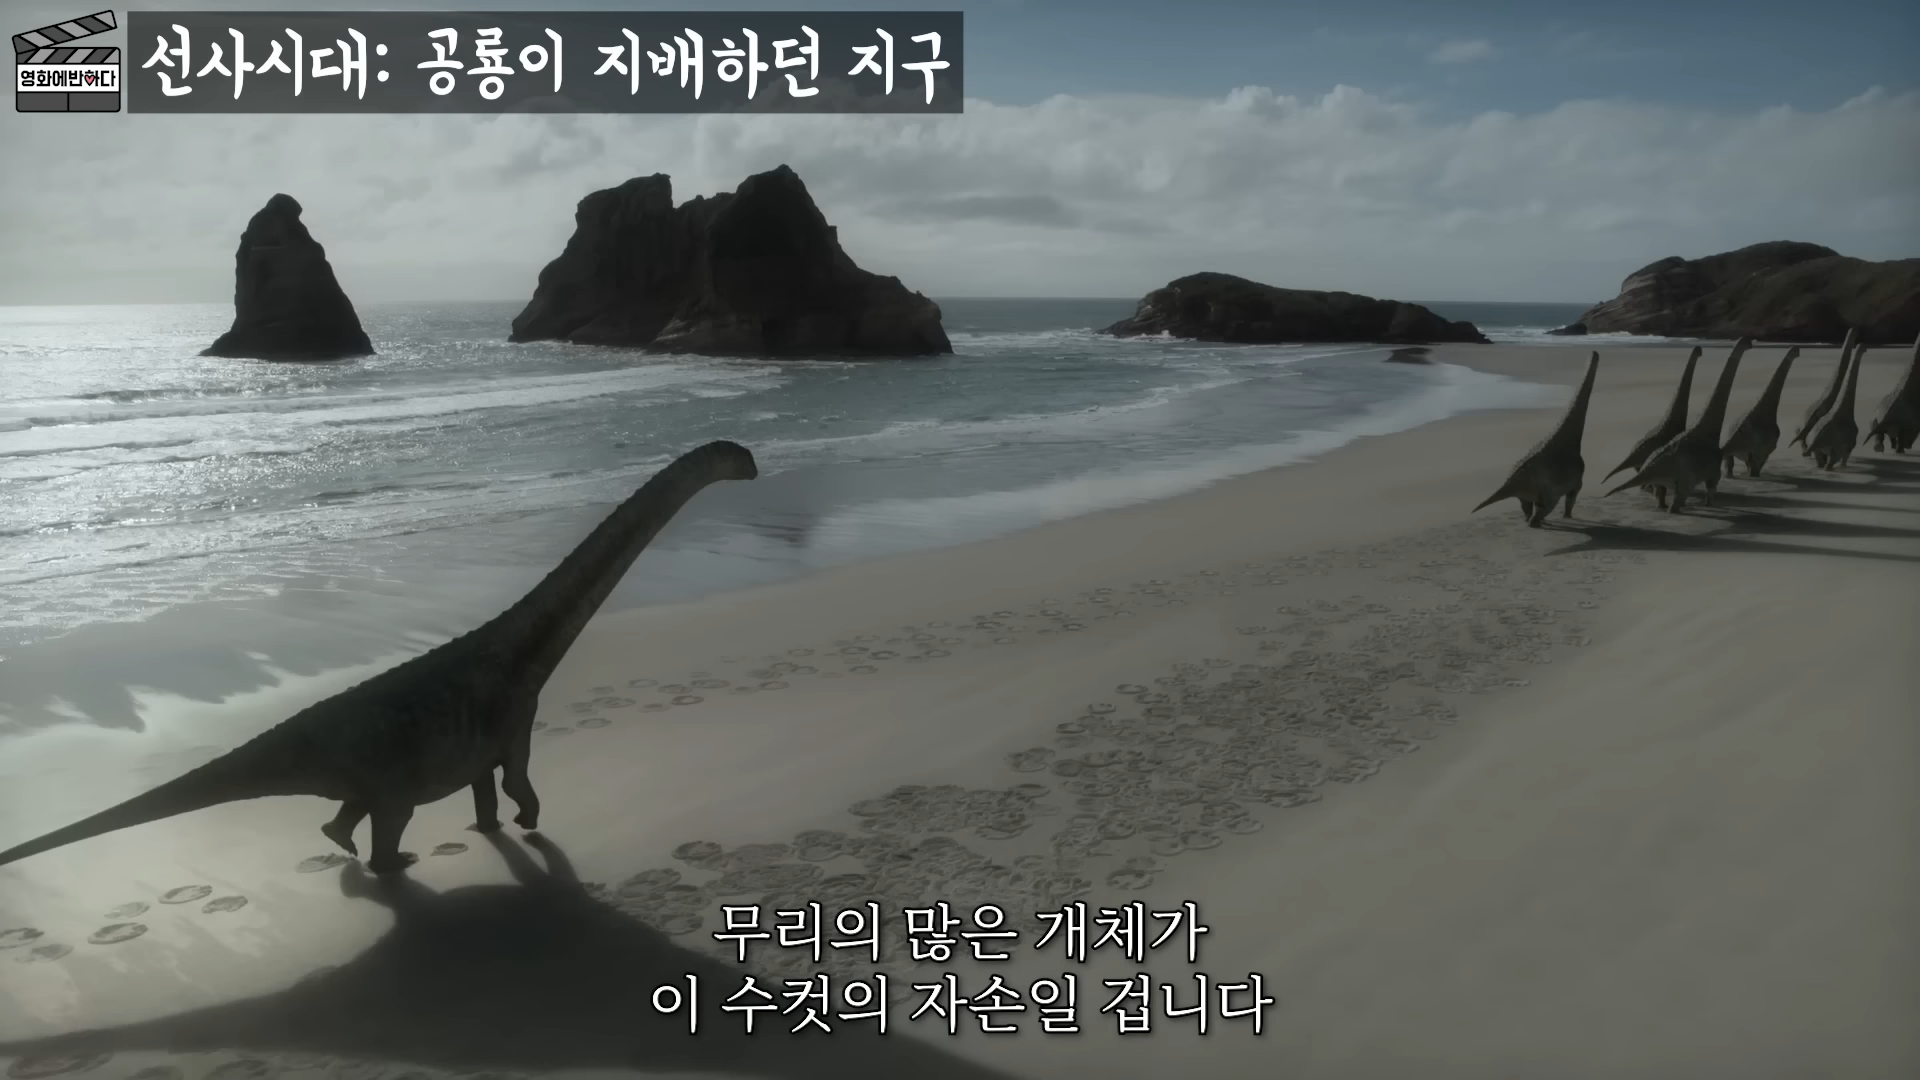 영화에반하다
선사시대: 공룡이 지배하던 지구
무리의 많은 개체가
이 수컷의 자손일 겁니다